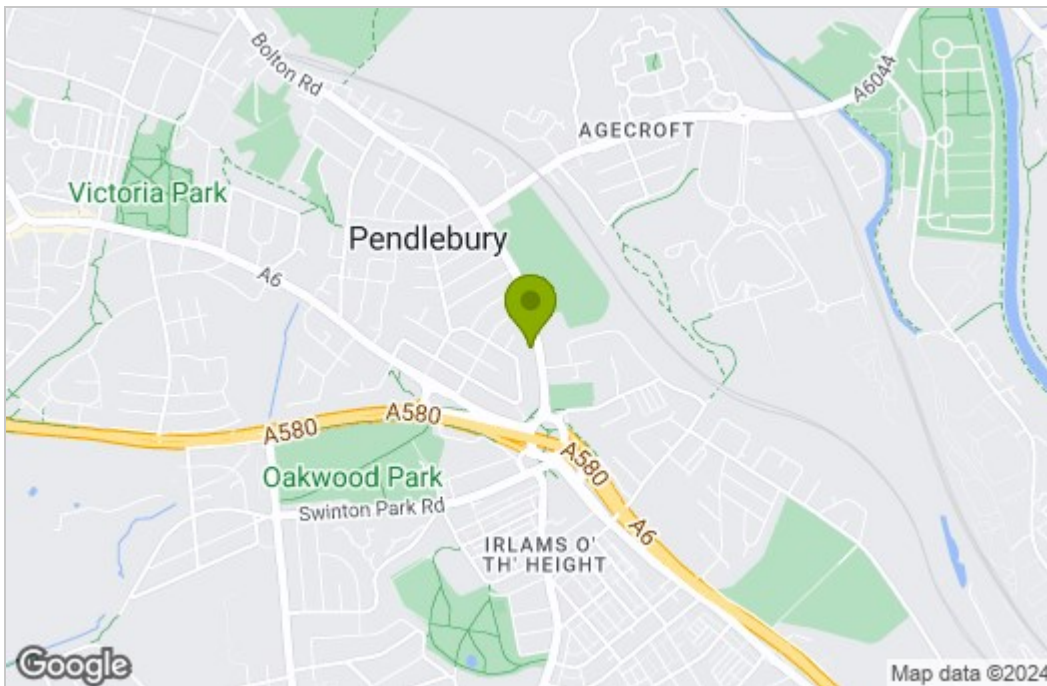 Bolton Rd
A6044
AGECROFT
Victoria Park
Pendlebury
A6
A580
A580
A580
Oakwood Park
Swinton Park Rd
A6
IRLAMS O'
TH' HEIGHT
Google
Map data ©2024